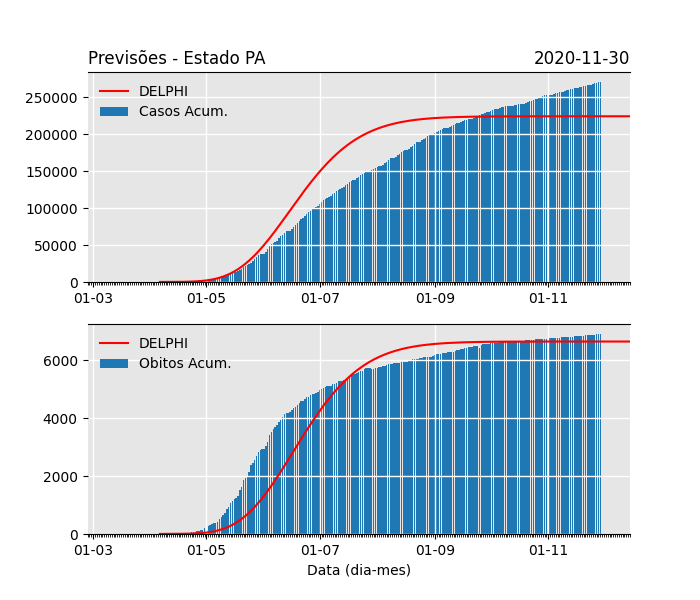 Previsões - Estado PA 2020-11-30
DELPHI
Casos Acum.
250000
200000
150000
100000
50000
0
01-03 01-05 01-07 01-09 01-11
DELPHI
Obitos Acum.
6000
4000
2000
0
01-03 01-05 01-07 01-09 01-11
Data (dia-mes)